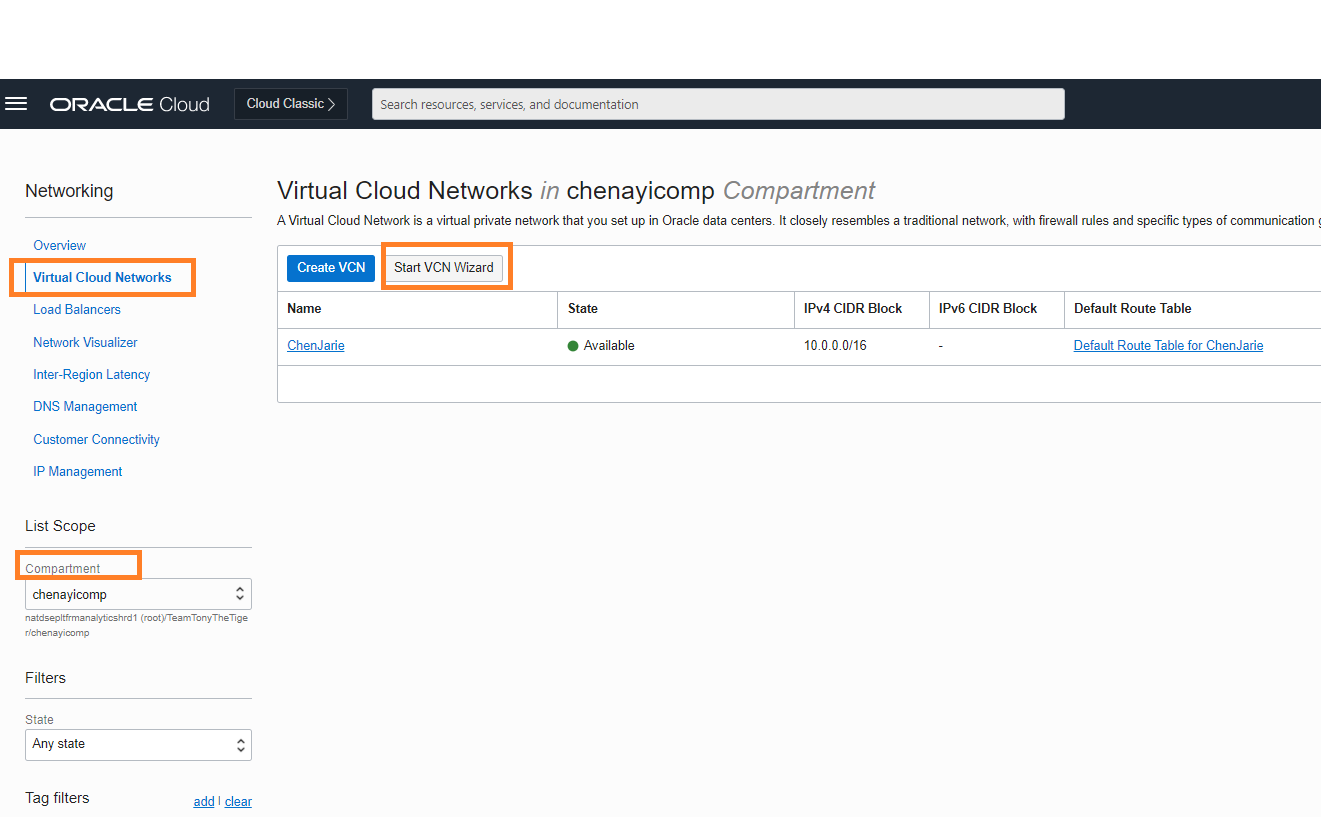 ORACLE Cloud
Cloud Classic
Search resources, services, and documentation
Networking
Overview
Virtual Cloud Networks
Load Balancers
Network Visualizer
Inter-Region Latency
DNS Management
Customer Connectivity
IP Management
List Scope
Compartment
chenayicomp
natdsepltfrmanalyticshrd1 (root)/TeamTonyTheTige
r/chenayicomp
Filters
State
Any state
Tag filters
add | clear
Virtual Cloud Networks in chenayicomp Compartment
A Virtual Cloud Network is a virtual private network that you set up in Oracle data centers. It closely resembles a traditional network, with firewall rules and specific types of communication
Create VCN Start VCN Wizard
Name State IPv4 CIDR Block IPv6 CIDR Block Default Route Table
ChenJarie Available 10.0.0.0/16 - Default Route Table for ChenJarie